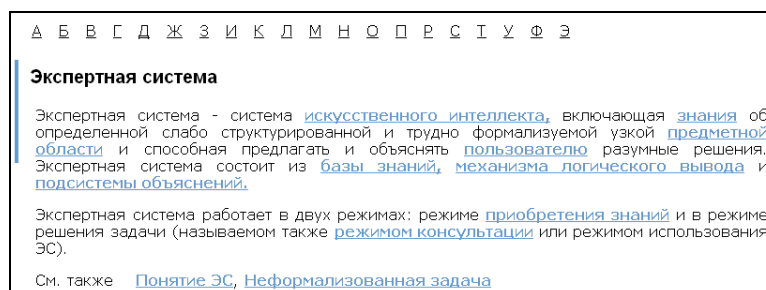 А Б В Г Д Ж З И К Л М Н О П Р С Т У Ф Э
Экспертная система
Экспертная система - система искусственного интеллекта, включающая знания об
определенной слабо структурированной и трудно формализуемой узкой предметной
области и способная предлагать и объяснять пользователю разумные решения.
Экспертная система состоит из базы знаний, механизма логического вывода и
подсистемы объяснений.
Экспертная система работает в двух режимах: режиме приобретения знаний и в режиме
решения задачи (называемом также режимом консультации или режимом использования
ЭС).
См. также Понятие ЭС, Неформализованная задача